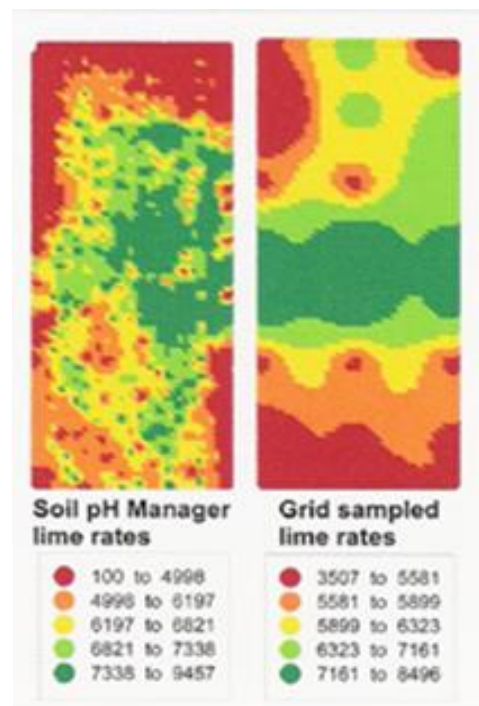 Soil pH Manager
lime rates
100 to 4998
4998 to 6197
6197 to 6821
6821 to 7338
7338 to 9457
Grid sampled
lime rates
3507 to 5581
5581 to 5899
5899 to 6323
6323 to 7161
7161 to 8496